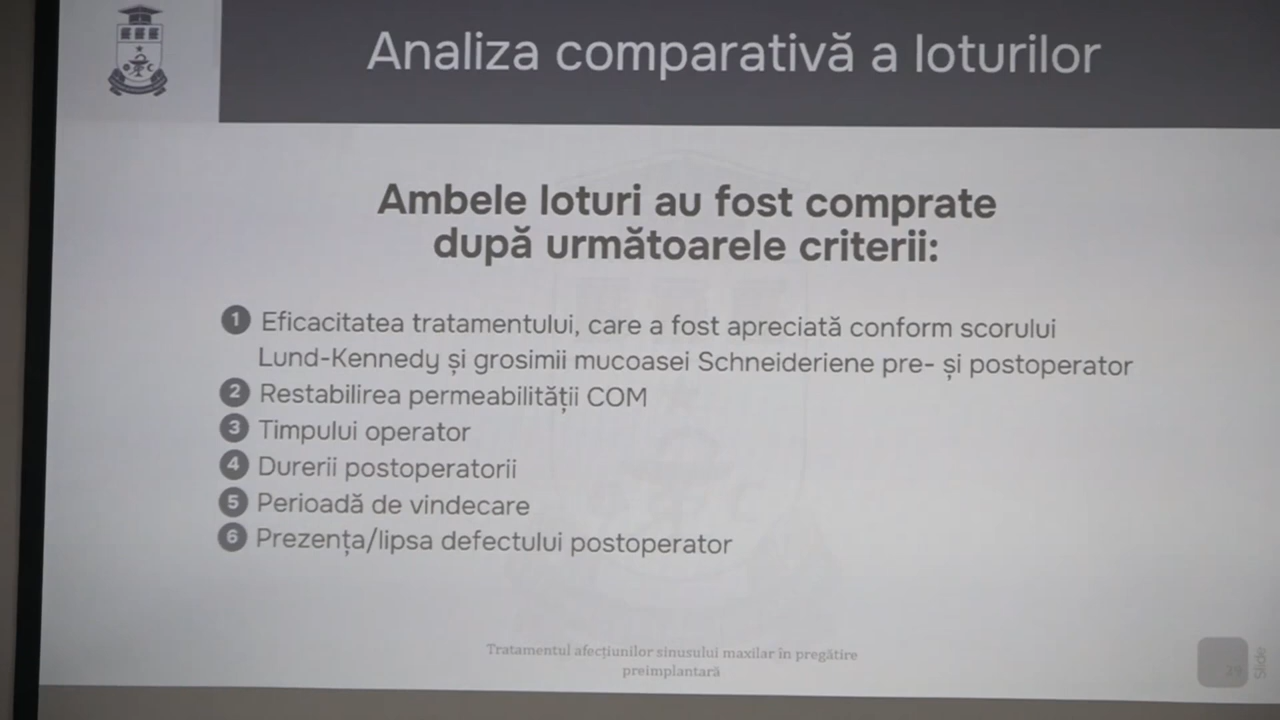 Analiza comparativă a loturilor
Ambele loturi au fost comprate
după următoarele criterii:
1 Eficacitatea tratamentului, care a fost apreciată conform scorului
Lund-Kennedy și grosimii mucoasei Schneideriene pre- și postoperator
2 Restabilirea permeabilității COM
3 Timpului operator
4 Durerii postoperatorii
5 Perioadă de vindecare
6 Prezența/lipsa defectului postoperator
Tratamentul afecțiunilor sinusului maxilar în pregătire
preimplantară
Slide